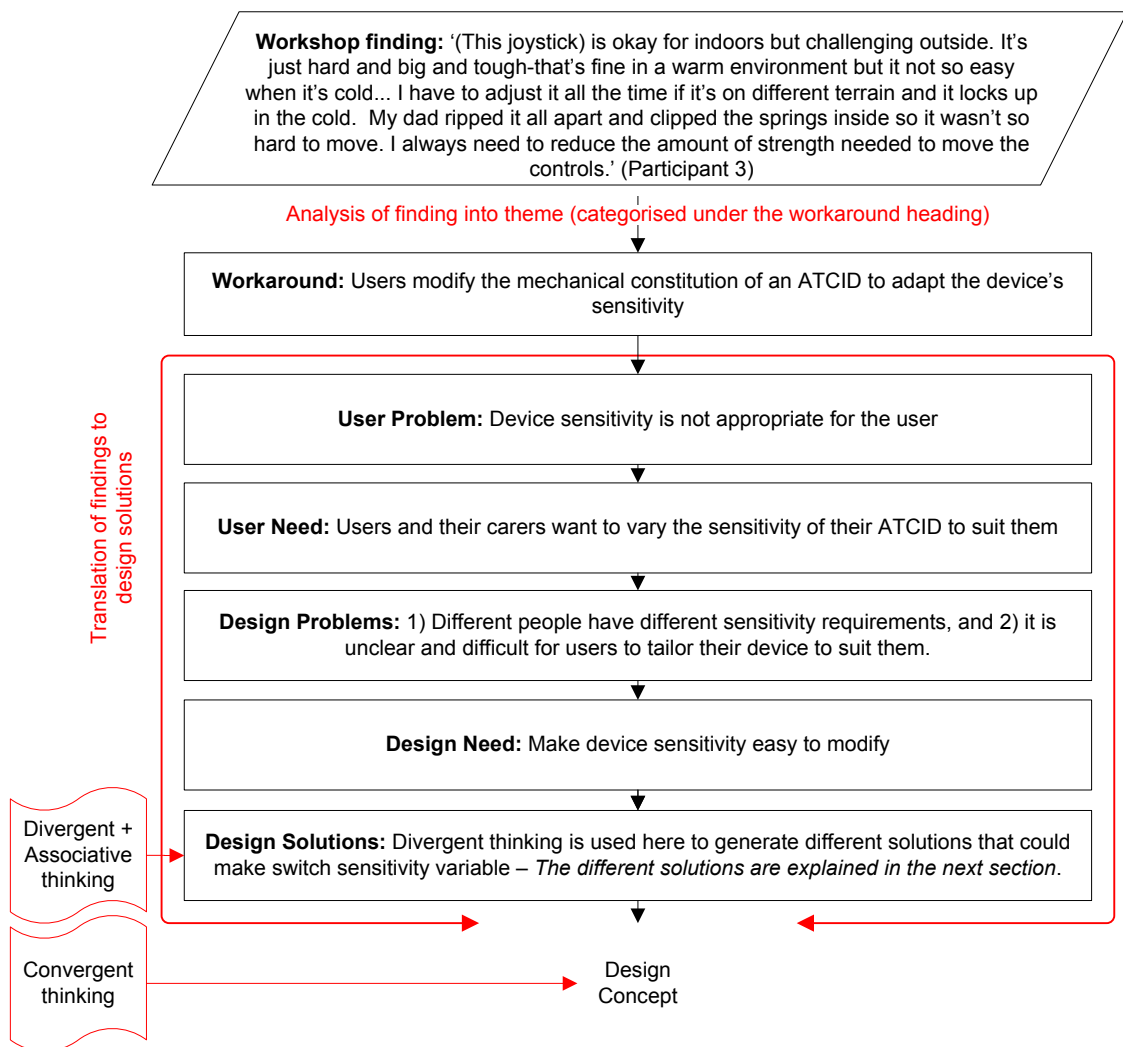 Workshop finding: ‘(This joystick) is okay for indoors but challenging outside. It’s
just hard and big and tough-that’s fine in a warm environment but it not so easy
when it’s cold... I have to adjust it all the time if it’s on different terrain and it locks up
in the cold.  My dad ripped it all apart and clipped the springs inside so it wasn’t so
hard to move. I always need to reduce the amount of strength needed to move the
controls.’ (Participant 3)
Analysis of finding into theme (categorised under the workaround heading)
Workaround: Users modify the mechanical constitution of an ATCID to adapt the device’s
sensitivity
Translation of findings to
design solutions
User Problem: Device sensitivity is not appropriate for the user
User Need: Users and their carers want to vary the sensitivity of their ATCID to suit them
Design Problems: 1) Different people have different sensitivity requirements, and 2) it is
unclear and difficult for users to tailor their device to suit them.
Design Need: Make device sensitivity easy to modify
Divergent +
Associative
thinking
Design Solutions: Divergent thinking is used here to generate different solutions that could
make switch sensitivity variable – The different solutions are explained in the next section.
Convergent
thinking
Design
Concept